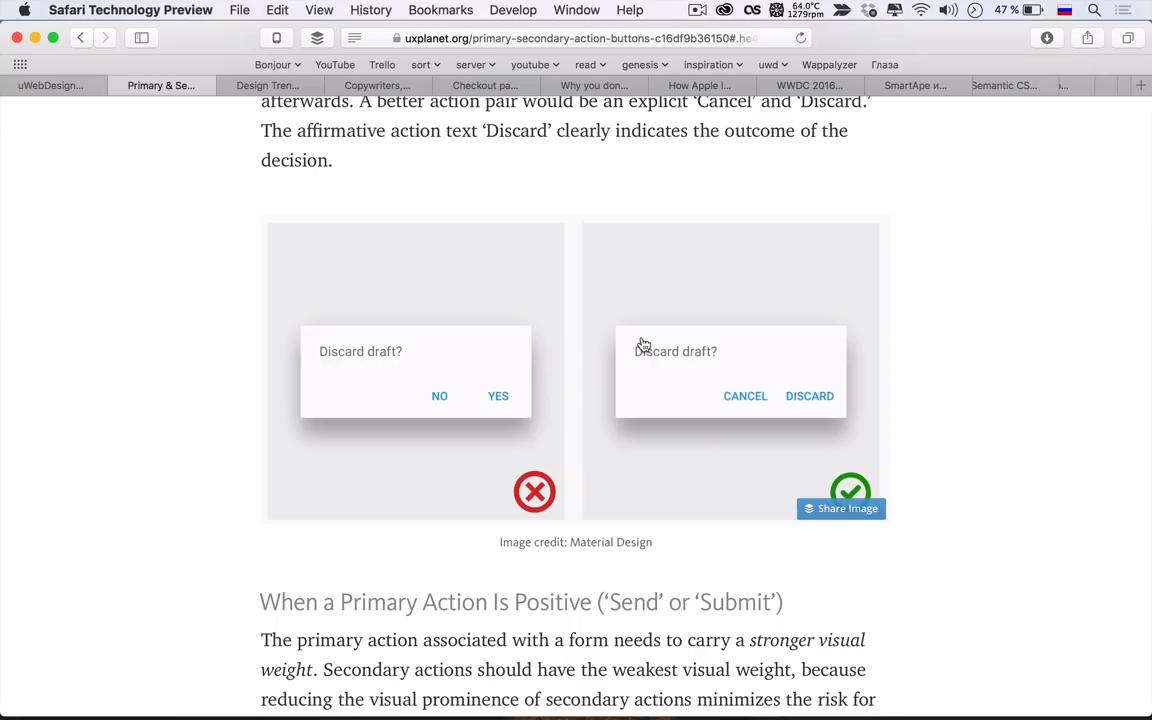 Safari Technology Preview File Edit View History Bookmarks Develop Window Help 64.0°C 1279rpm 47 %
uxplanet.org/primary-secondary-action-buttons-c16df9b36150#.he
Bonjour YouTube Trello sort server youtube read genesis inspiration uwd Wappalyzer Глаза
uWebDesign... Primary & Se... Design Tren... Copywriters,... Checkout pa... Why you don... How Apple I... WWDC 2016... SmartApe и... Semantic CS...
afterwards. A better action pair would be an explicit ‘Cancel’ and ‘Discard.’
The affirmative action text ‘Discard’ clearly indicates the outcome of the
decision.
Discard draft?
NO YES
Discard draft?
CANCEL DISCARD
Share Image
Image credit: Material Design
When a Primary Action Is Positive (‘Send’ or ‘Submit’)
The primary action associated with a form needs to carry a stronger visual
weight. Secondary actions should have the weakest visual weight, because
reducing the visual prominence of secondary actions minimizes the risk for